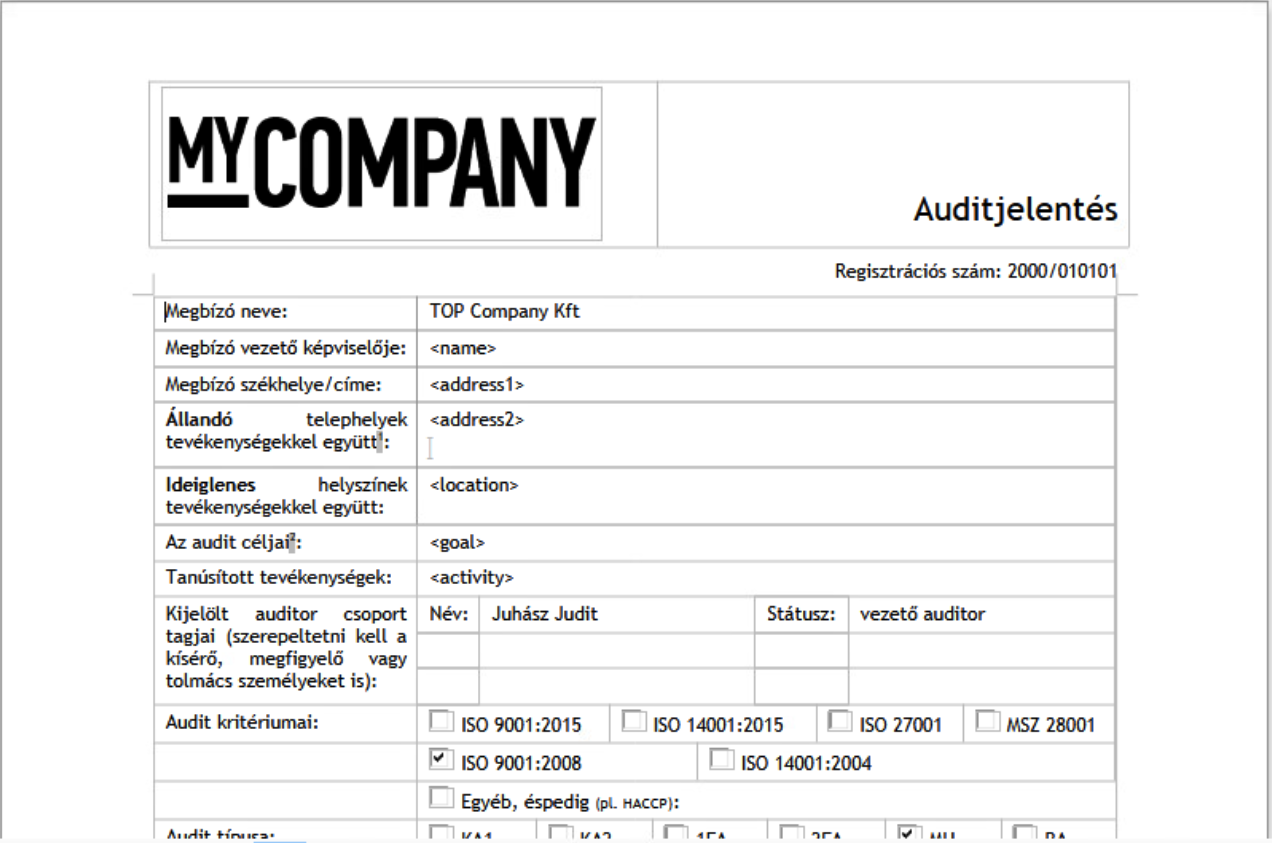 MYCOMPANY
Auditjelentés
Regisztrációs szám: 2000/010101
Megbízó neve: TOP Company Kft
Megbízó vezető képviselője: <name>
Megbízó székhelye/címe: <address1>
Állandó telephelyek <address2>
tevékenységekkel együtt¹:
Ideiglenes helyszínek <location>
tevékenységekkel együtt:
Az audit céljai²: <goal>
Tanúsított tevékenységek: <activity>
Kijelölt auditor csoport Név: Juhász Judit Státusz: vezető auditor
tagjai (szerepeltetni kell a
kísérő, megfigyelő vagy
tolmács személyeket is):
Audit kritériumai: ISO 9001:2015 ISO 14001:2015 ISO 27001 MSZ 28001
ISO 9001:2008 ISO 14001:2004
Egyéb, éspedig (pl. HACCP):
Audit típusa: KA1 KA2 1FA 2FA MU